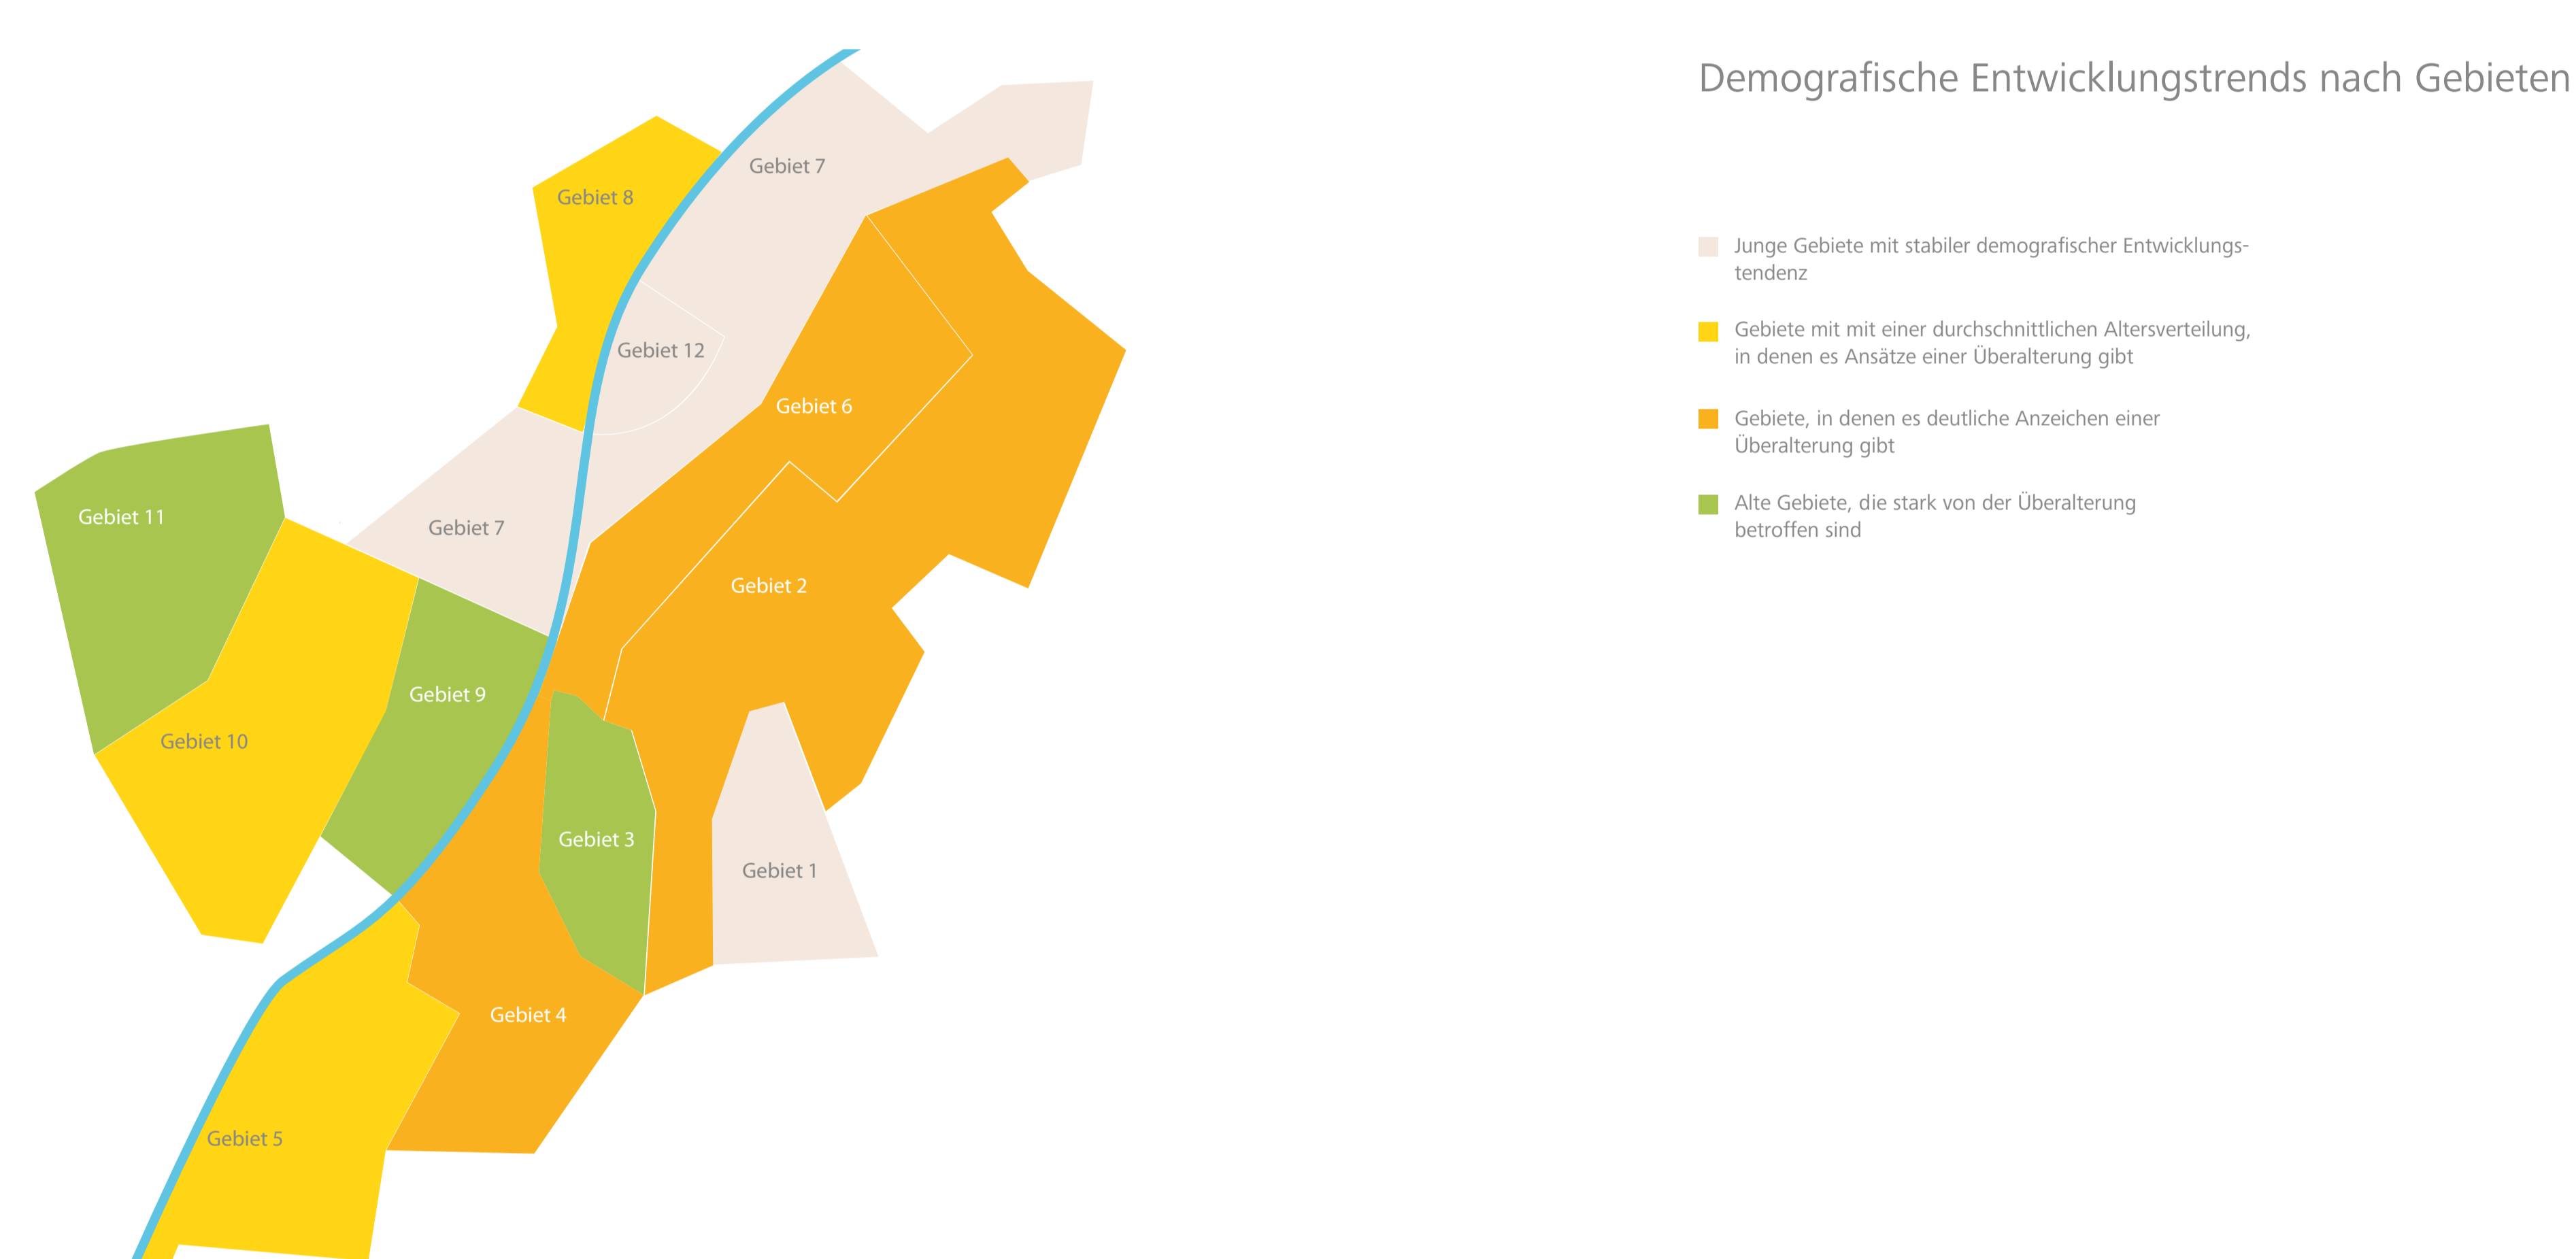 Demografische Entwicklungstrends nach Gebieten
Junge Gebiete mit stabiler demografischer Entwicklungs-
tendenz
Gebiete mit mit einer durchschnittlichen Altersverteilung,
in denen es Ansätze einer Überalterung gibt
Gebiete, in denen es deutliche Anzeichen einer
Überalterung gibt
Alte Gebiete, die stark von der Überalterung
betroffen sind
Gebiet 7
Gebiet 8
Gebiet 12
Gebiet 6
Gebiet 11
Gebiet 7
Gebiet 2
Gebiet 9
Gebiet 10
Gebiet 3
Gebiet 1
Gebiet 4
Gebiet 5